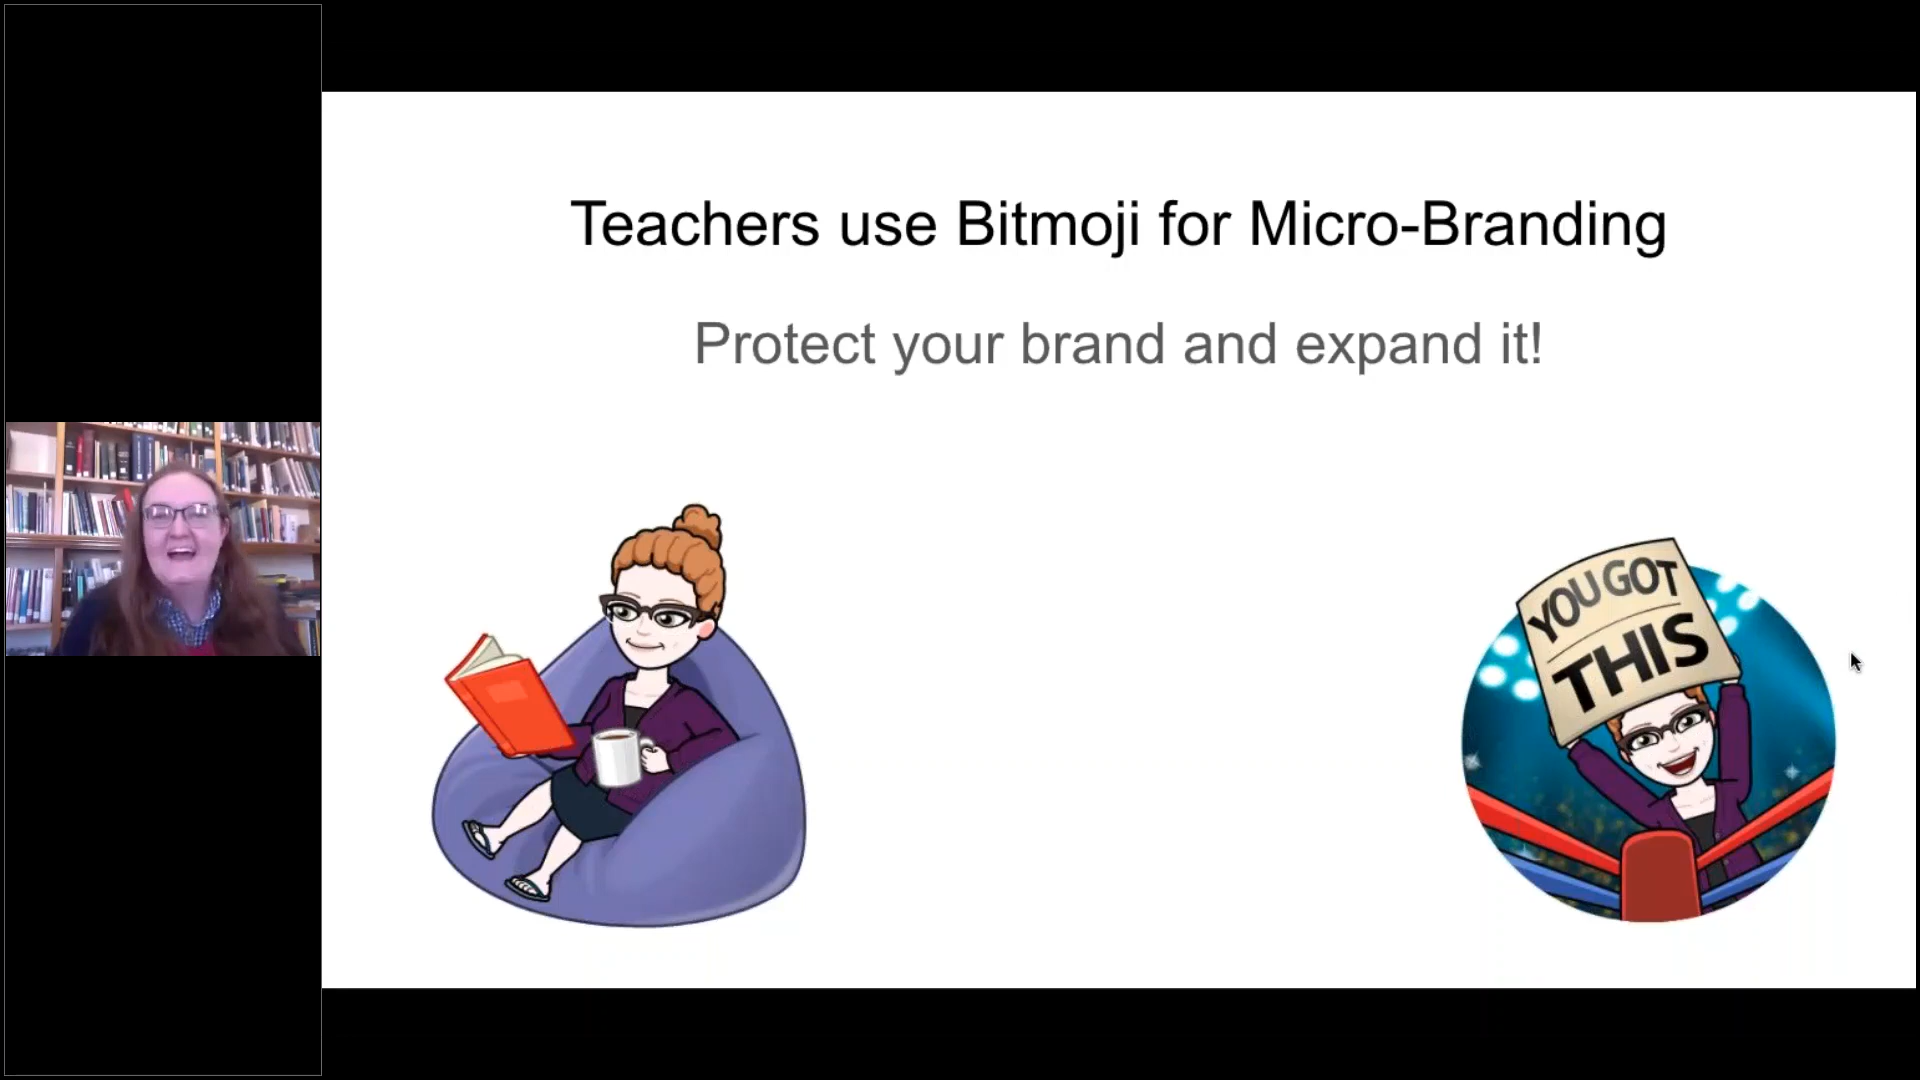 Teachers use Bitmoji for Micro-Branding
Protect your brand and expand it!
YOU GOT
THIS